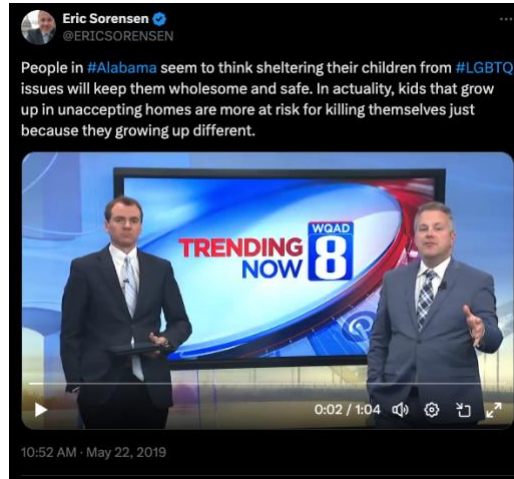 Eric Sorensen
@ERICSORENSEN
People in #Alabama seem to think sheltering their children from #LGBTQ
issues will keep them wholesome and safe. In actuality, kids that grow
up in unaccepting homes are more at risk for killing themselves just
because they growing up different.
TRENDING
NOW
WQAD
8
0:02 / 1:04
10:52 AM · May 22, 2019